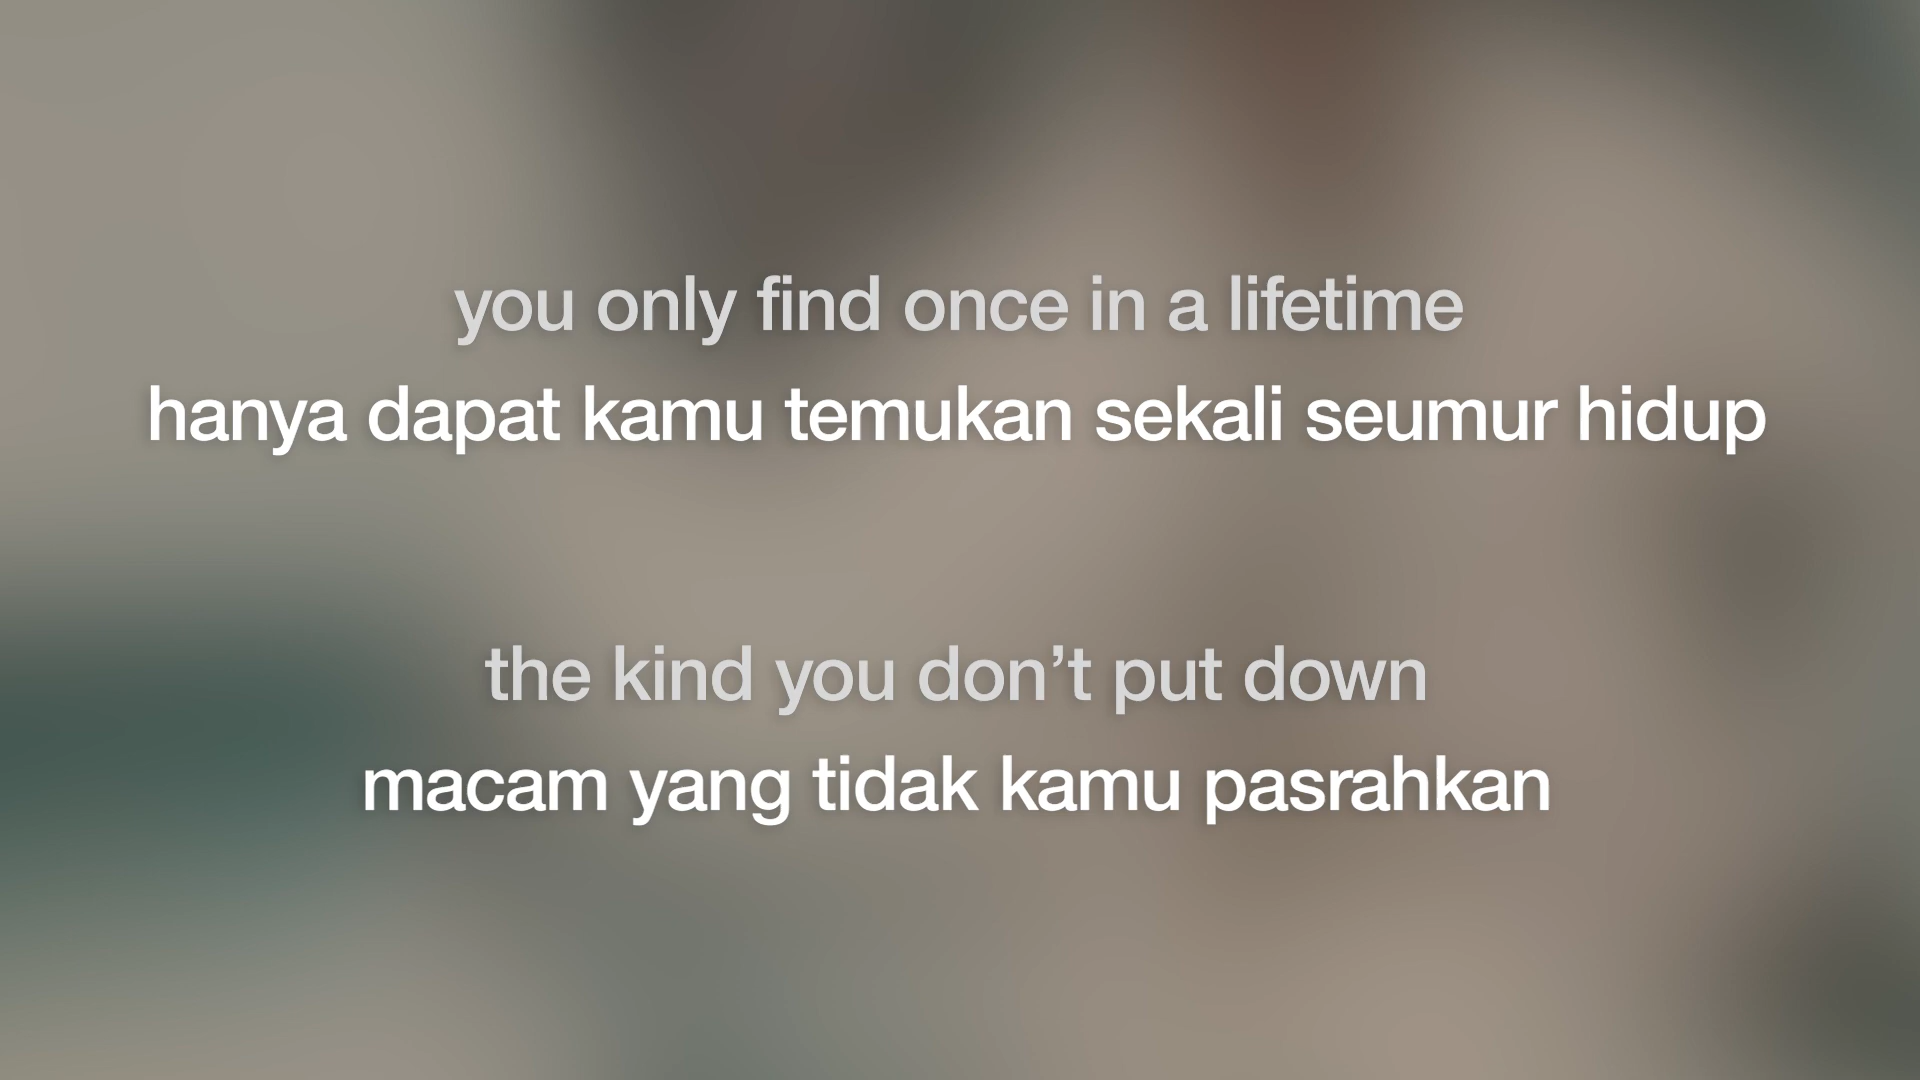 you only find once in a lifetime
hanya dapat kamu temukan sekali seumur hidup
the kind you don’t put down
macam yang tidak kamu pasrahkan